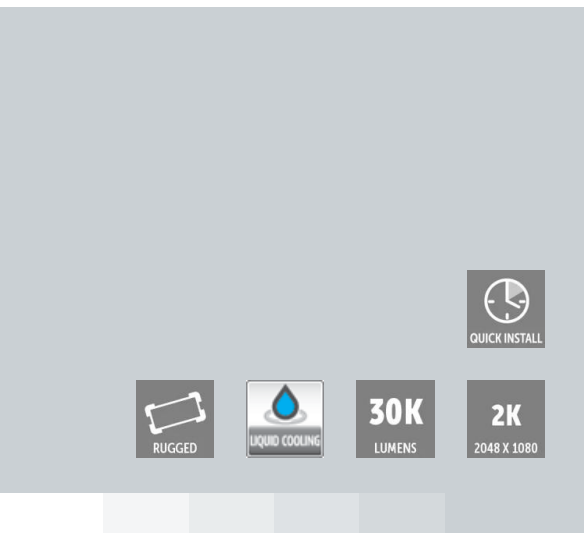 QUICK INSTALL
RUGGED
LIQUID COOLING
30K
LUMENS
2K
2048 X 1080